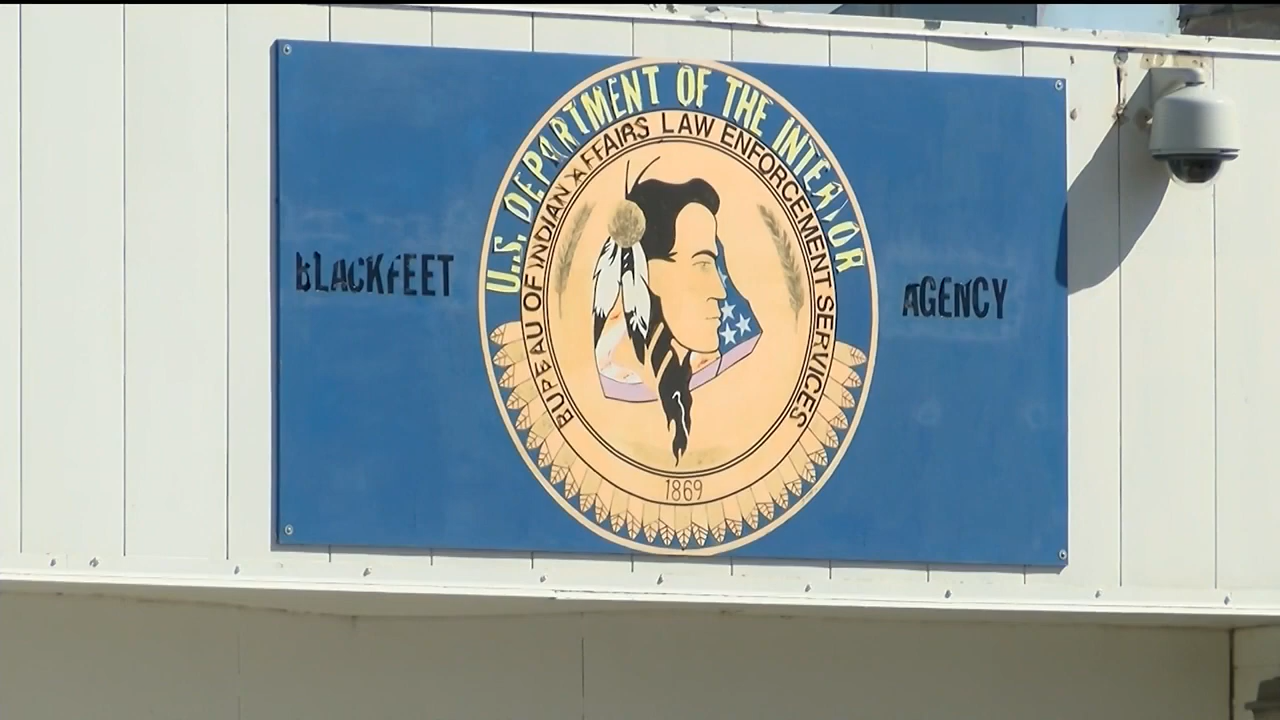 U.S. DEPARTMENT OF THE INTERIOR
BUREAU OF INDIAN AFFAIRS LAW ENFORCEMENT SERVICES
BLACKFEET
AGENCY
1869